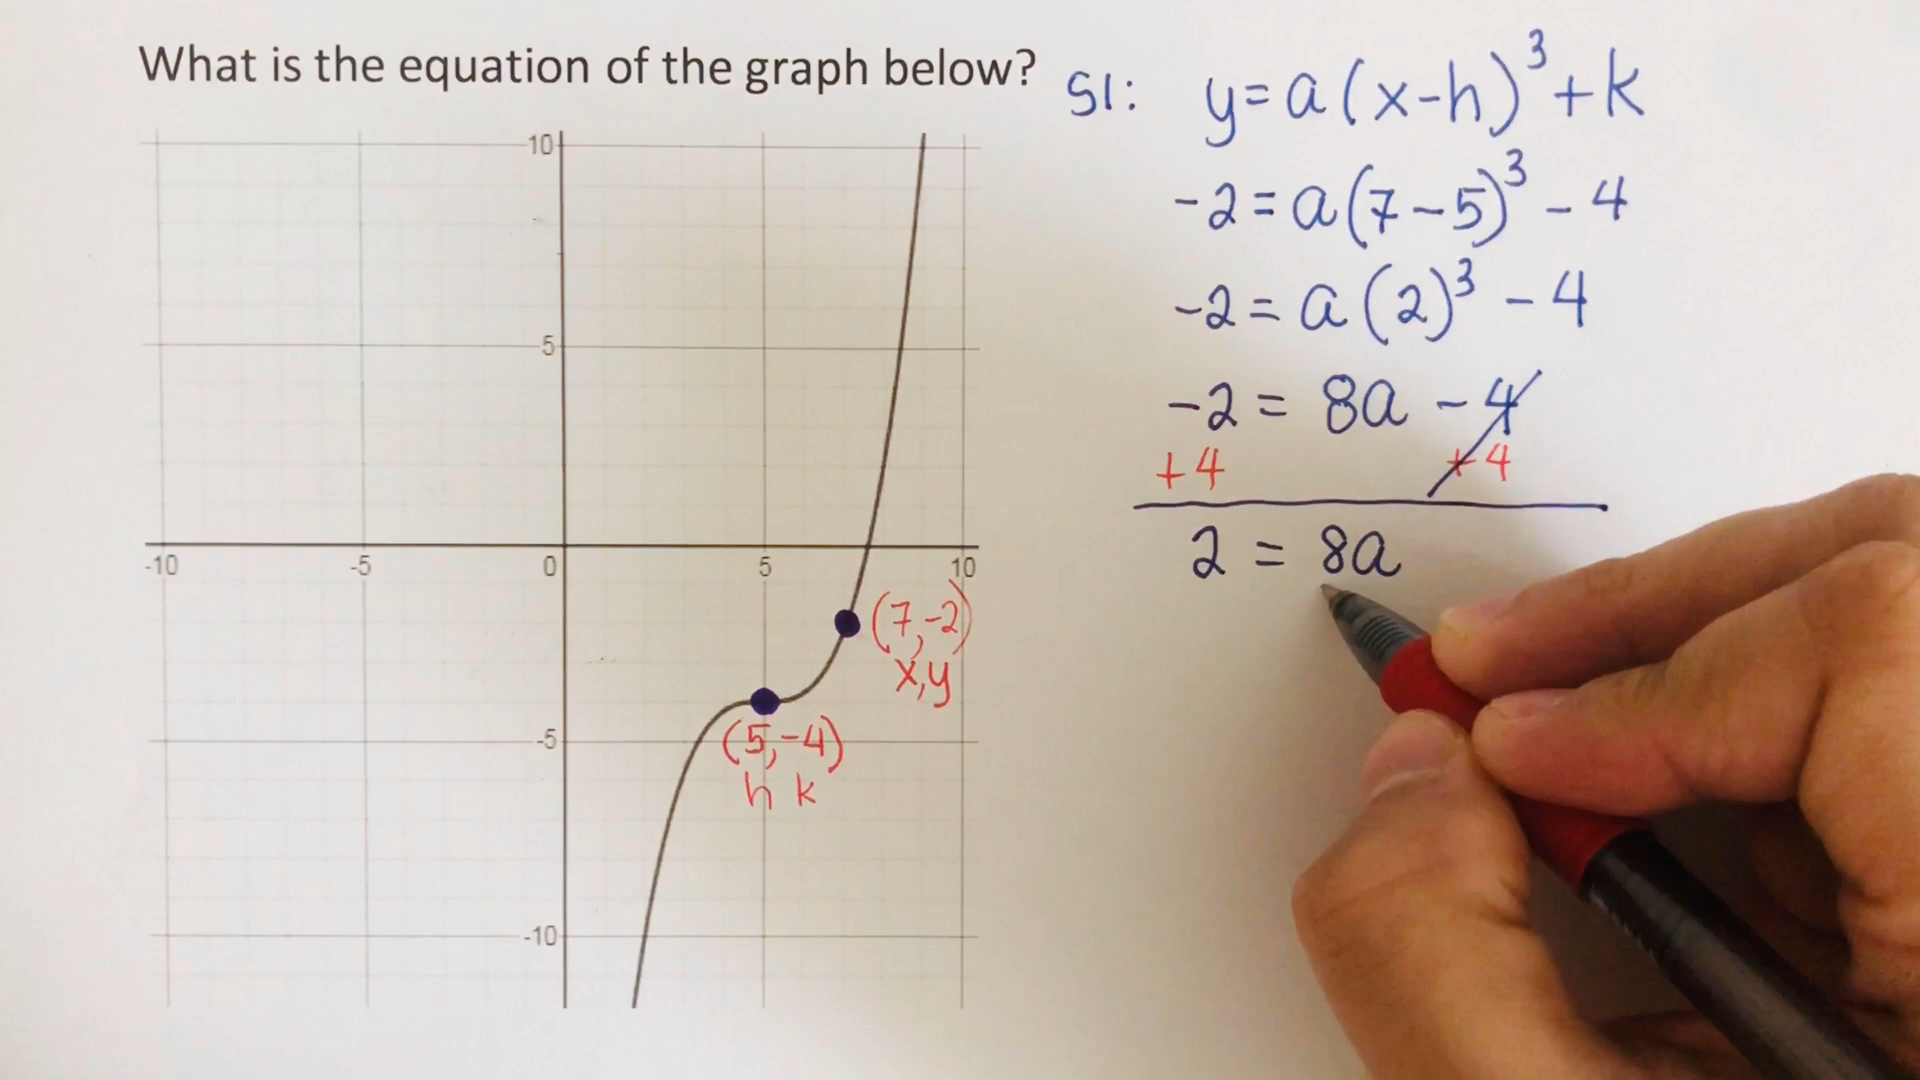 What is the equation of the graph below?
10
5
-10 -5 0 5 10
-5
-10
(7,-2)
x,y
(5,-4)
h k
S1: y=a(x-h)³+k
-2=a(7-5)³-4
-2=a(2)³-4
-2=8a-4
+4 +4
2=8a